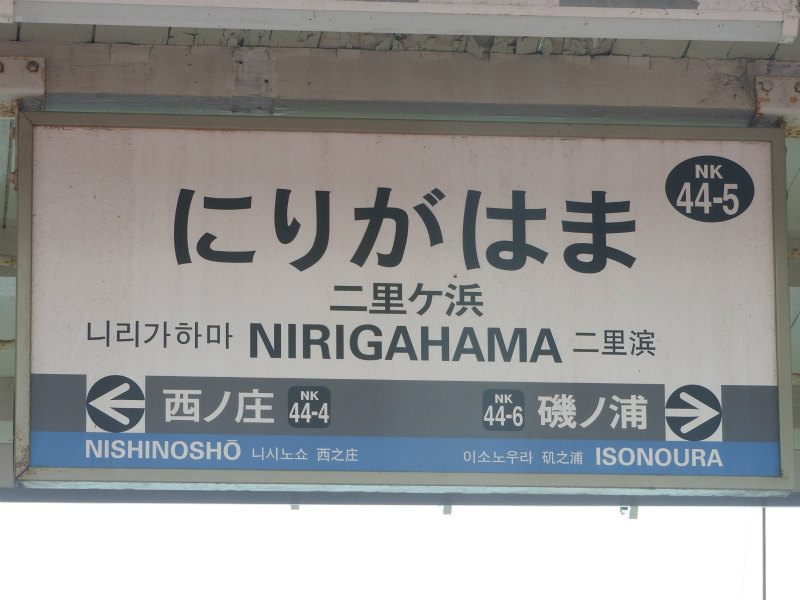 NK
44-5
にりがはま
二里ケ浜
니리가하마 NIRIGAHAMA 二里滨
西ノ庄 NK 44-4 NK 44-6 磯ノ浦
NISHINOSHŌ 니시노쇼 西之庄 이소노우라 矶之浦 ISONOURA